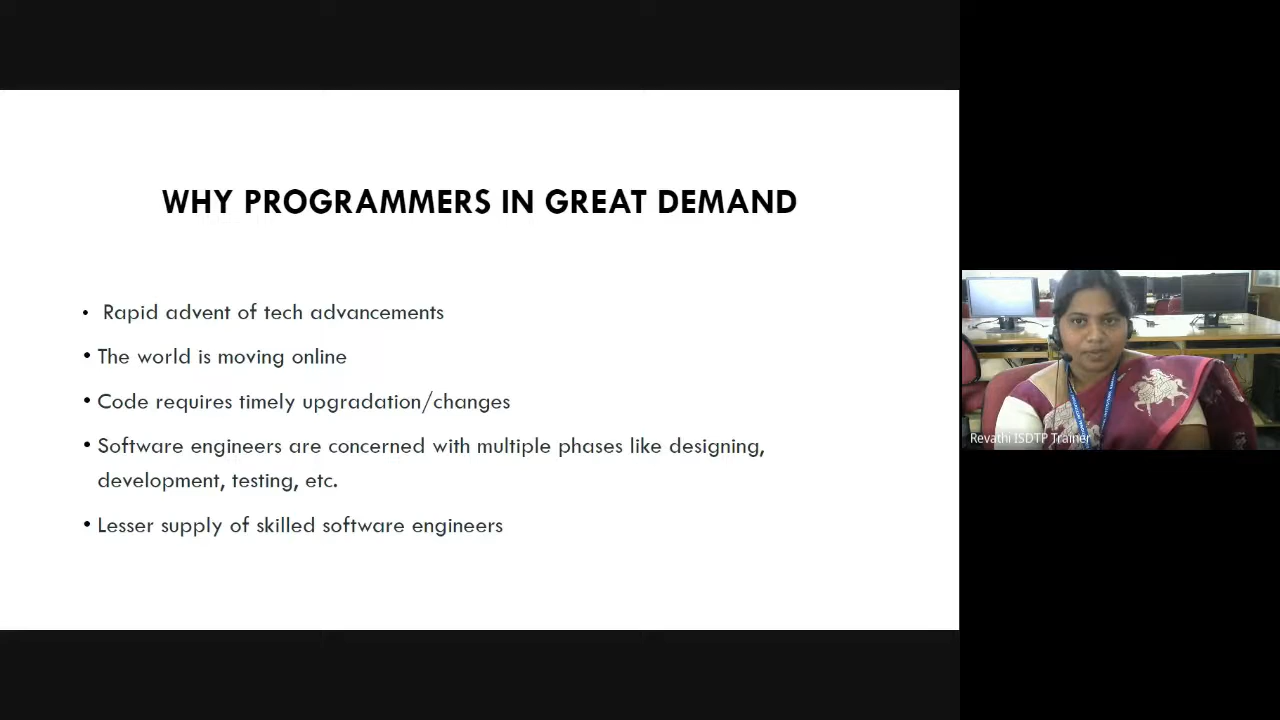 WHY PROGRAMMERS IN GREAT DEMAND
• Rapid advent of tech advancements
• The world is moving online
• Code requires timely upgradation/changes
• Software engineers are concerned with multiple phases like designing,
development, testing, etc.
• Lesser supply of skilled software engineers
Revathi ISDTP Trainer